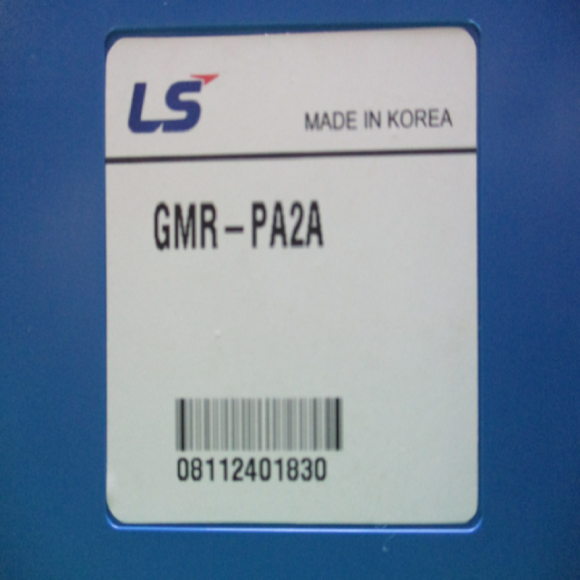 LS
MADE IN KOREA
GMR-PA2A
08112401830